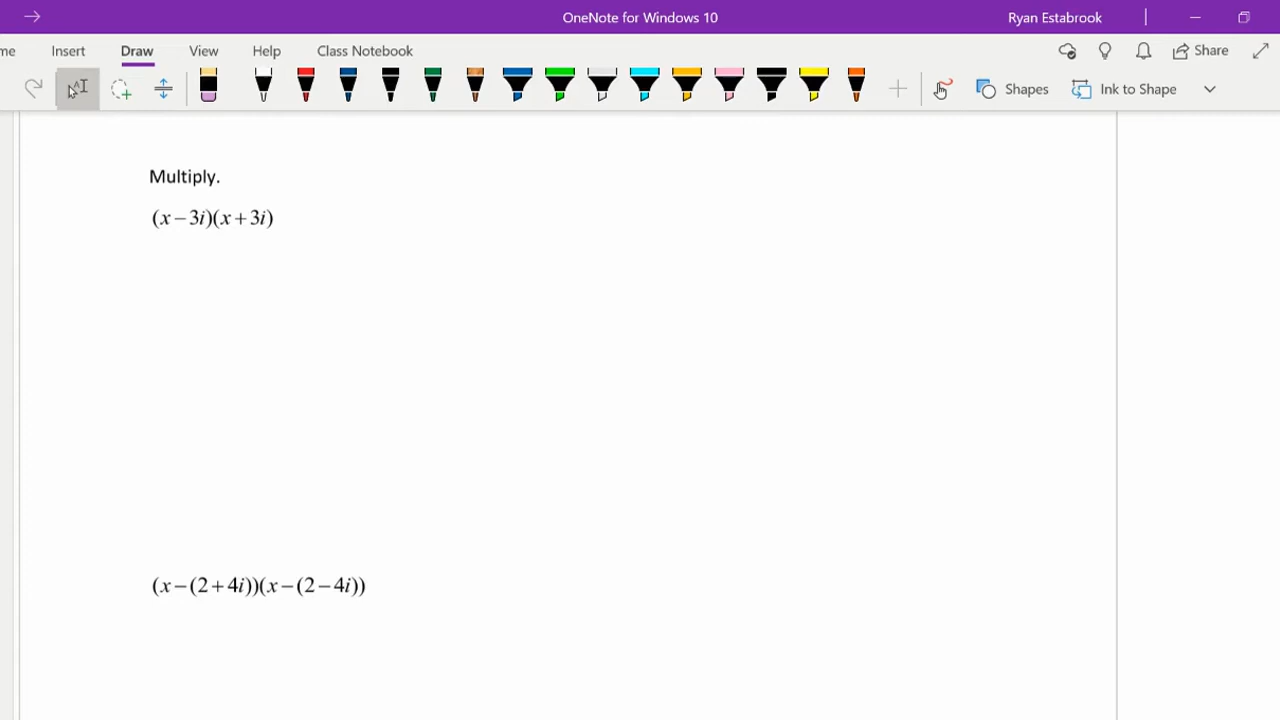 OneNote for Windows 10
Ryan Estabrook
me Insert Draw View Help Class Notebook
Share
Shapes
Ink to Shape
Multiply.
(x−3i)(x+3i)
(x−(2+4i))(x−(2−4i))